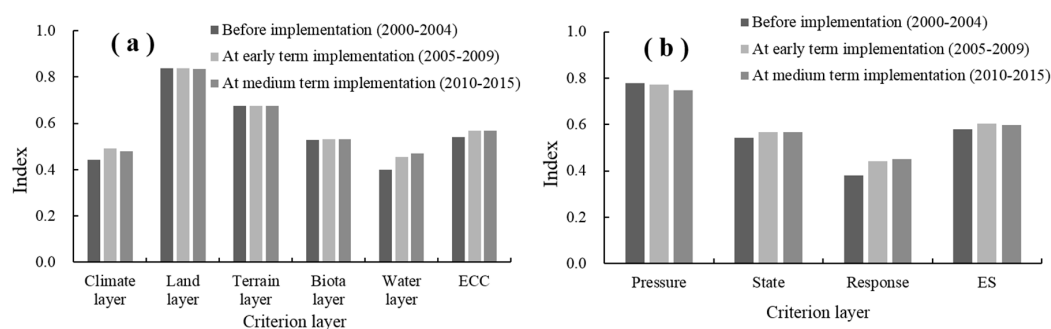 ( a )
Before implementation (2000-2004)
At early term implementation (2005-2009)
At medium term implementation (2010-2015)
Index
1.0
0.8
0.6
0.4
0.2
0.0
Climate layer
Land layer
Terrain layer
Biota layer
Water layer
ECC
Criterion layer
( b )
Before implementation (2000-2004)
At early term implementation (2005-2009)
At medium term implementation (2010-2015)
Index
1.0
0.8
0.6
0.4
0.2
0.0
Pressure
State
Response
ES
Criterion layer